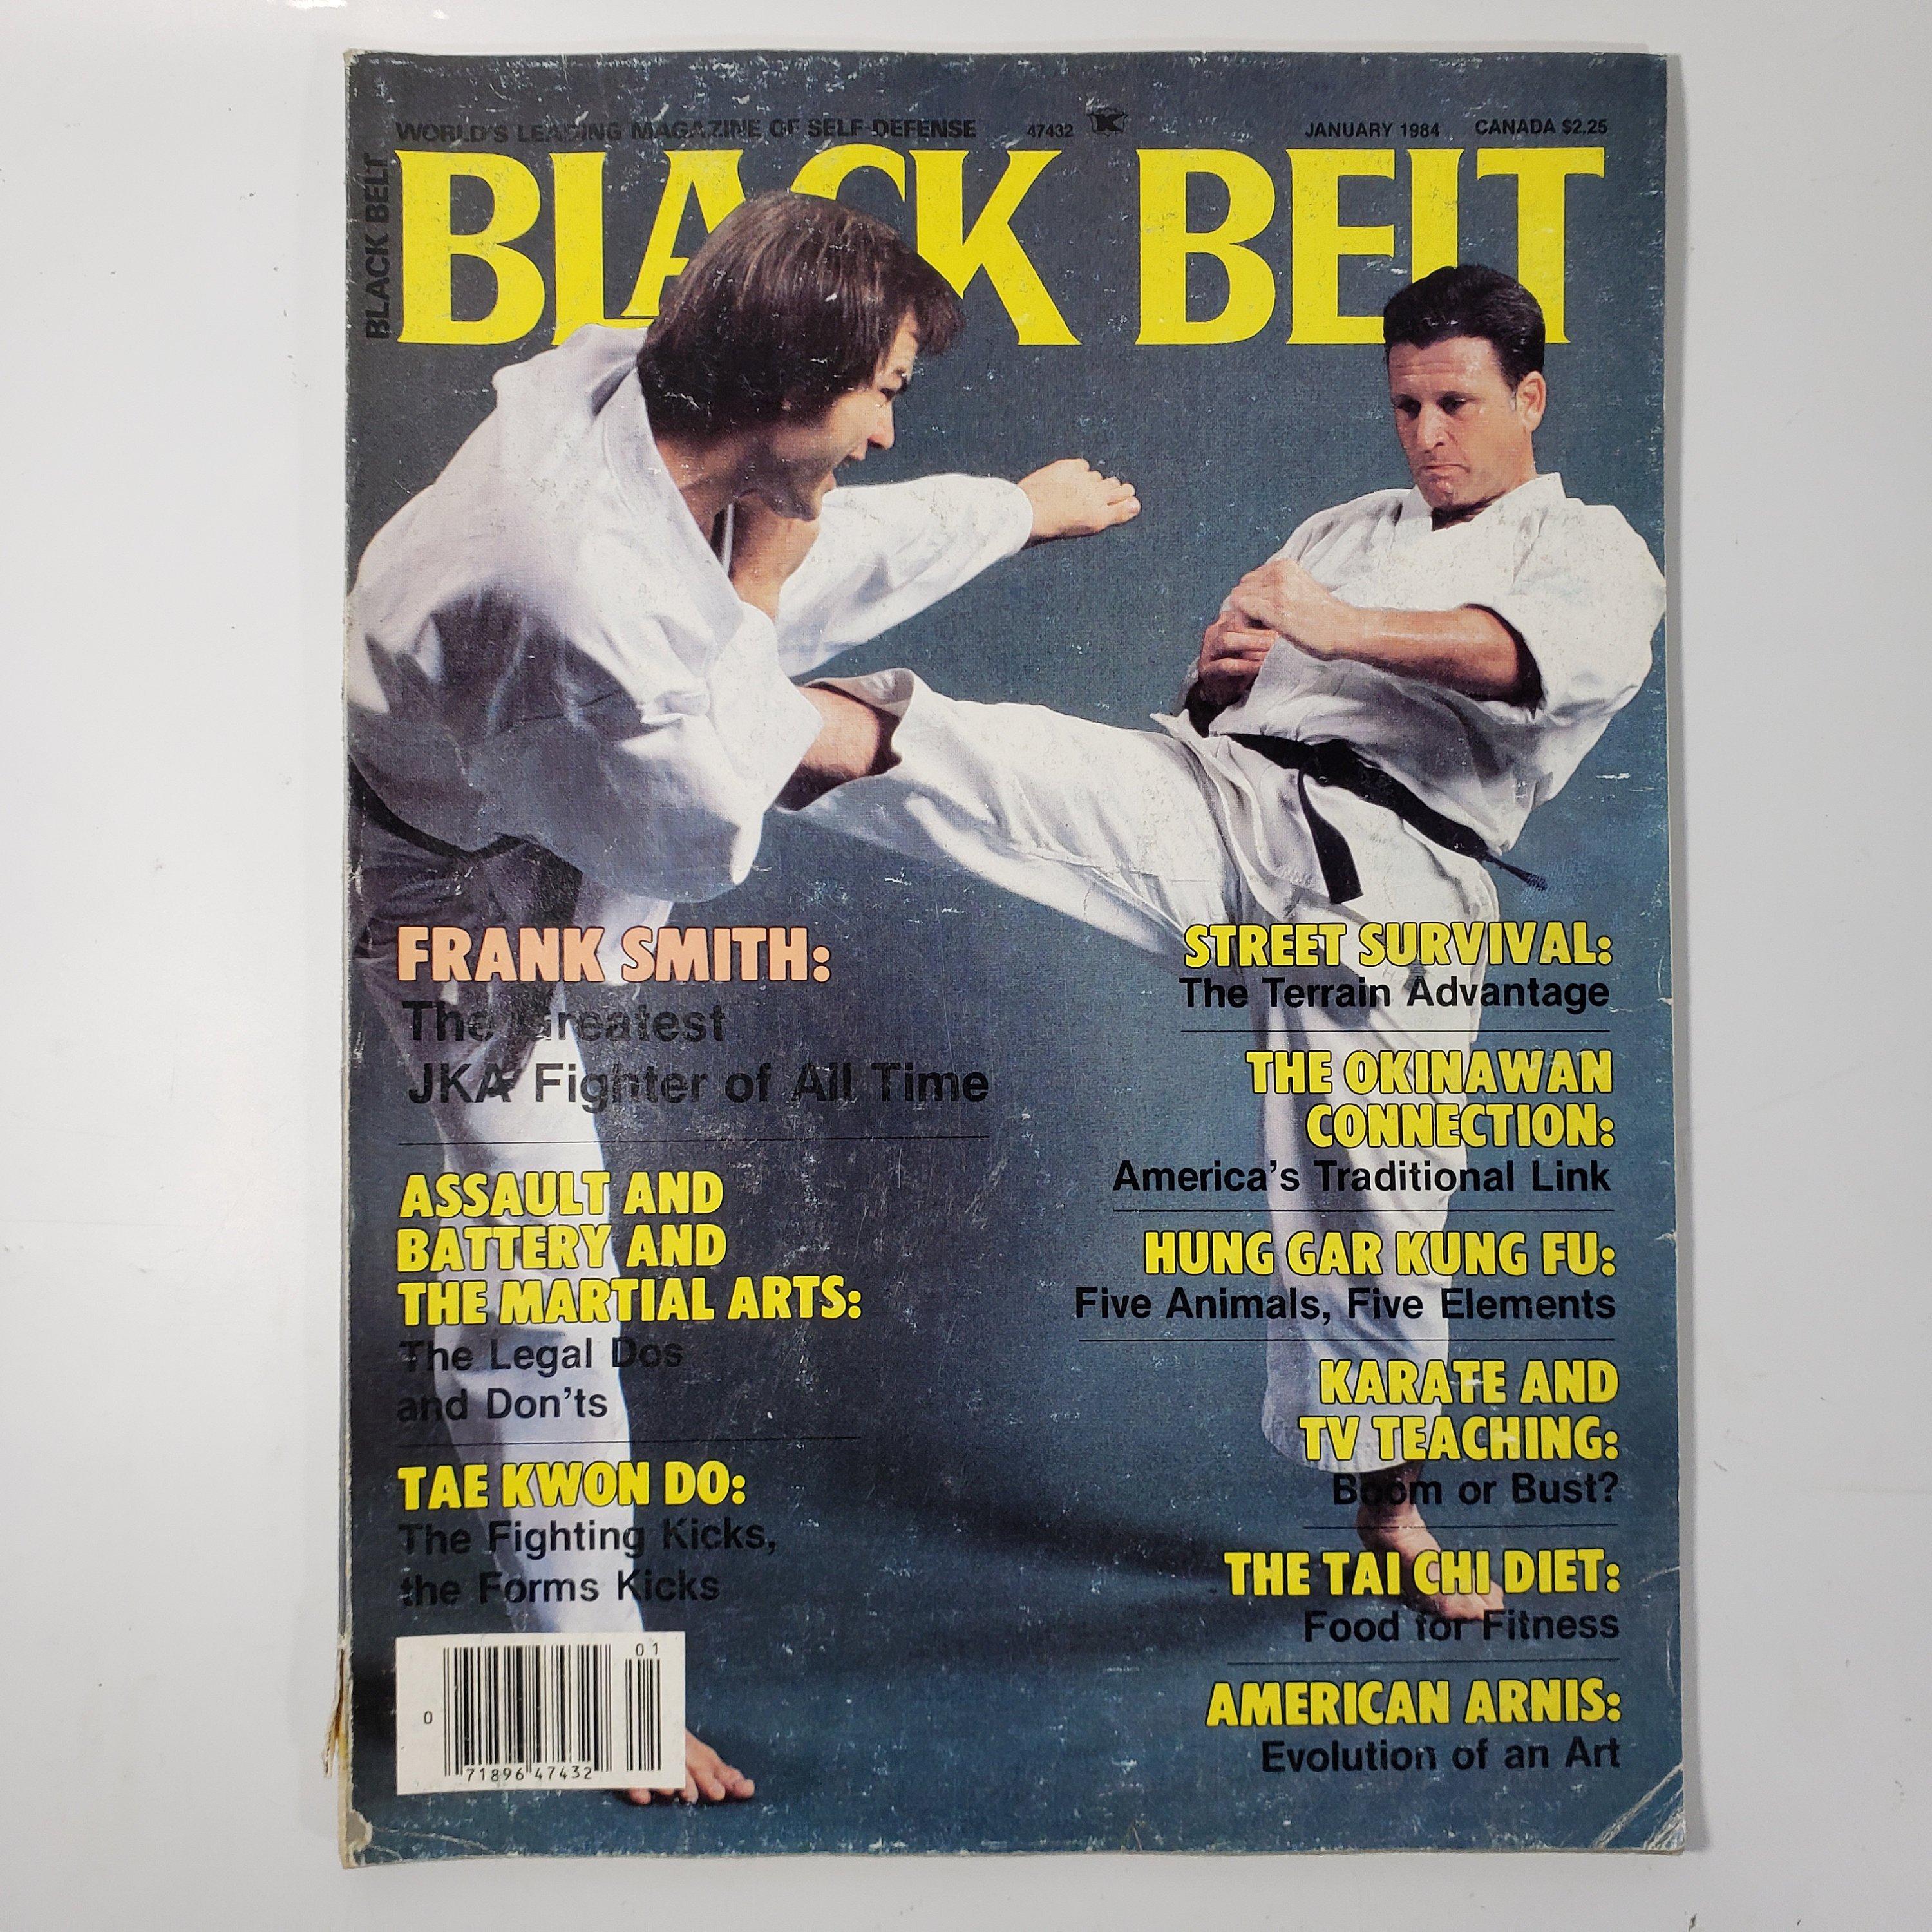 WORLD'S LEADING MAGAZINE OF SELF-DEFENSE 47432 K JANUARY 1984 CANADA $2.25
BLACK BELT
BLACK BELT
FRANK SMITH:
The Greatest
JKA Fighter of All Time
ASSAULT AND
BATTERY AND
THE MARTIAL ARTS:
The Legal Dos
and Don'ts
TAE KWON DO:
The Fighting Kicks,
the Forms Kicks
STREET SURVIVAL:
The Terrain Advantage
THE OKINAWAN
CONNECTION:
America's Traditional Link
HUNG GAR KUNG FU:
Five Animals, Five Elements
KARATE AND
TV TEACHING:
Boom or Bust?
THE TAI CHI DIET:
Food for Fitness
AMERICAN ARNIS:
Evolution of an Art
01
0 71896 47432